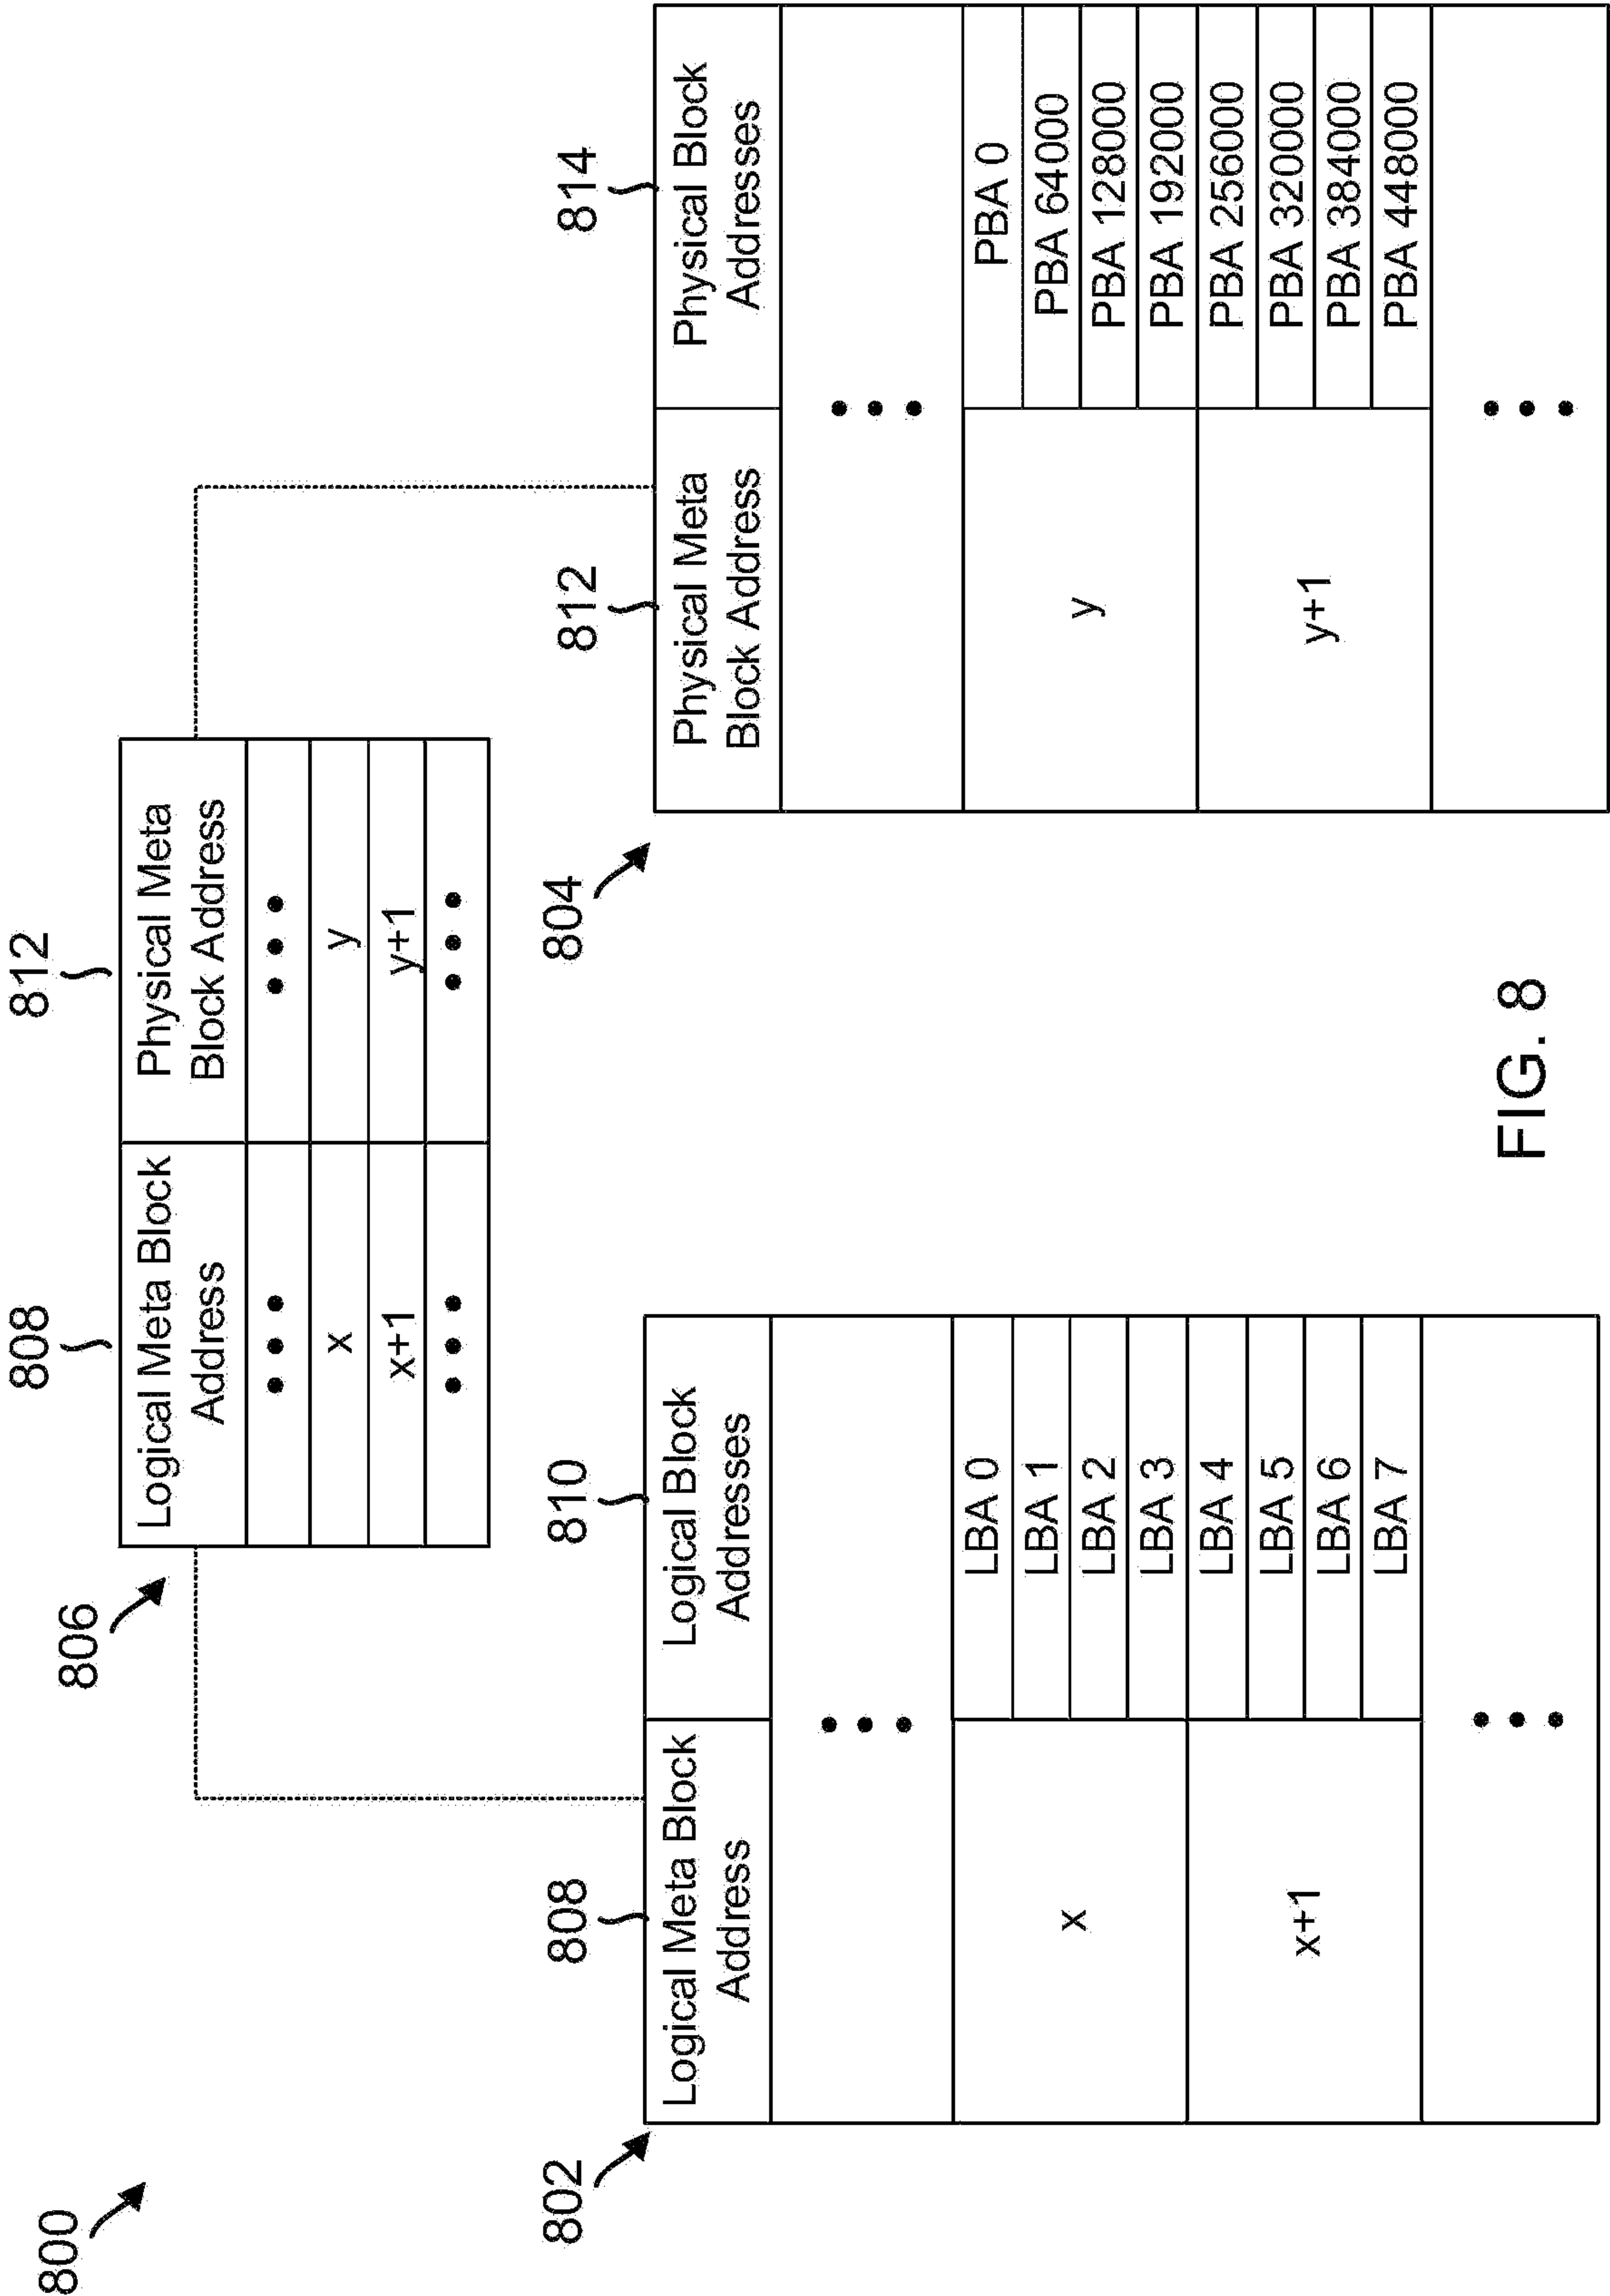 800
806
808
812
Logical Meta Block
Address
Physical Meta
Block Address
x
y
x+1
y+1
802
808
810
Logical Meta Block
Address
Logical Block
Addresses
x
LBA 0
LBA 1
LBA 2
LBA 3
x+1
LBA 4
LBA 5
LBA 6
LBA 7
804
812
814
Physical Meta
Block Address
Physical Block
Addresses
y
PBA 0
PBA 64000
PBA 128000
PBA 192000
y+1
PBA 256000
PBA 320000
PBA 384000
PBA 448000
FIG. 8